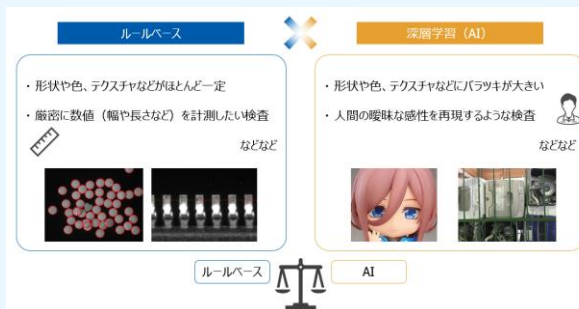 ルールベース
深層学習（AI）
・形状や色、テクスチャなどがほとんど一定
・厳密に数値（幅や長さなど）を計測したい検査
などなど
・形状や色、テクスチャなどにバラツキが大きい
・人間の曖昧な感性を再現するような検査
などなど
ルールベース
AI